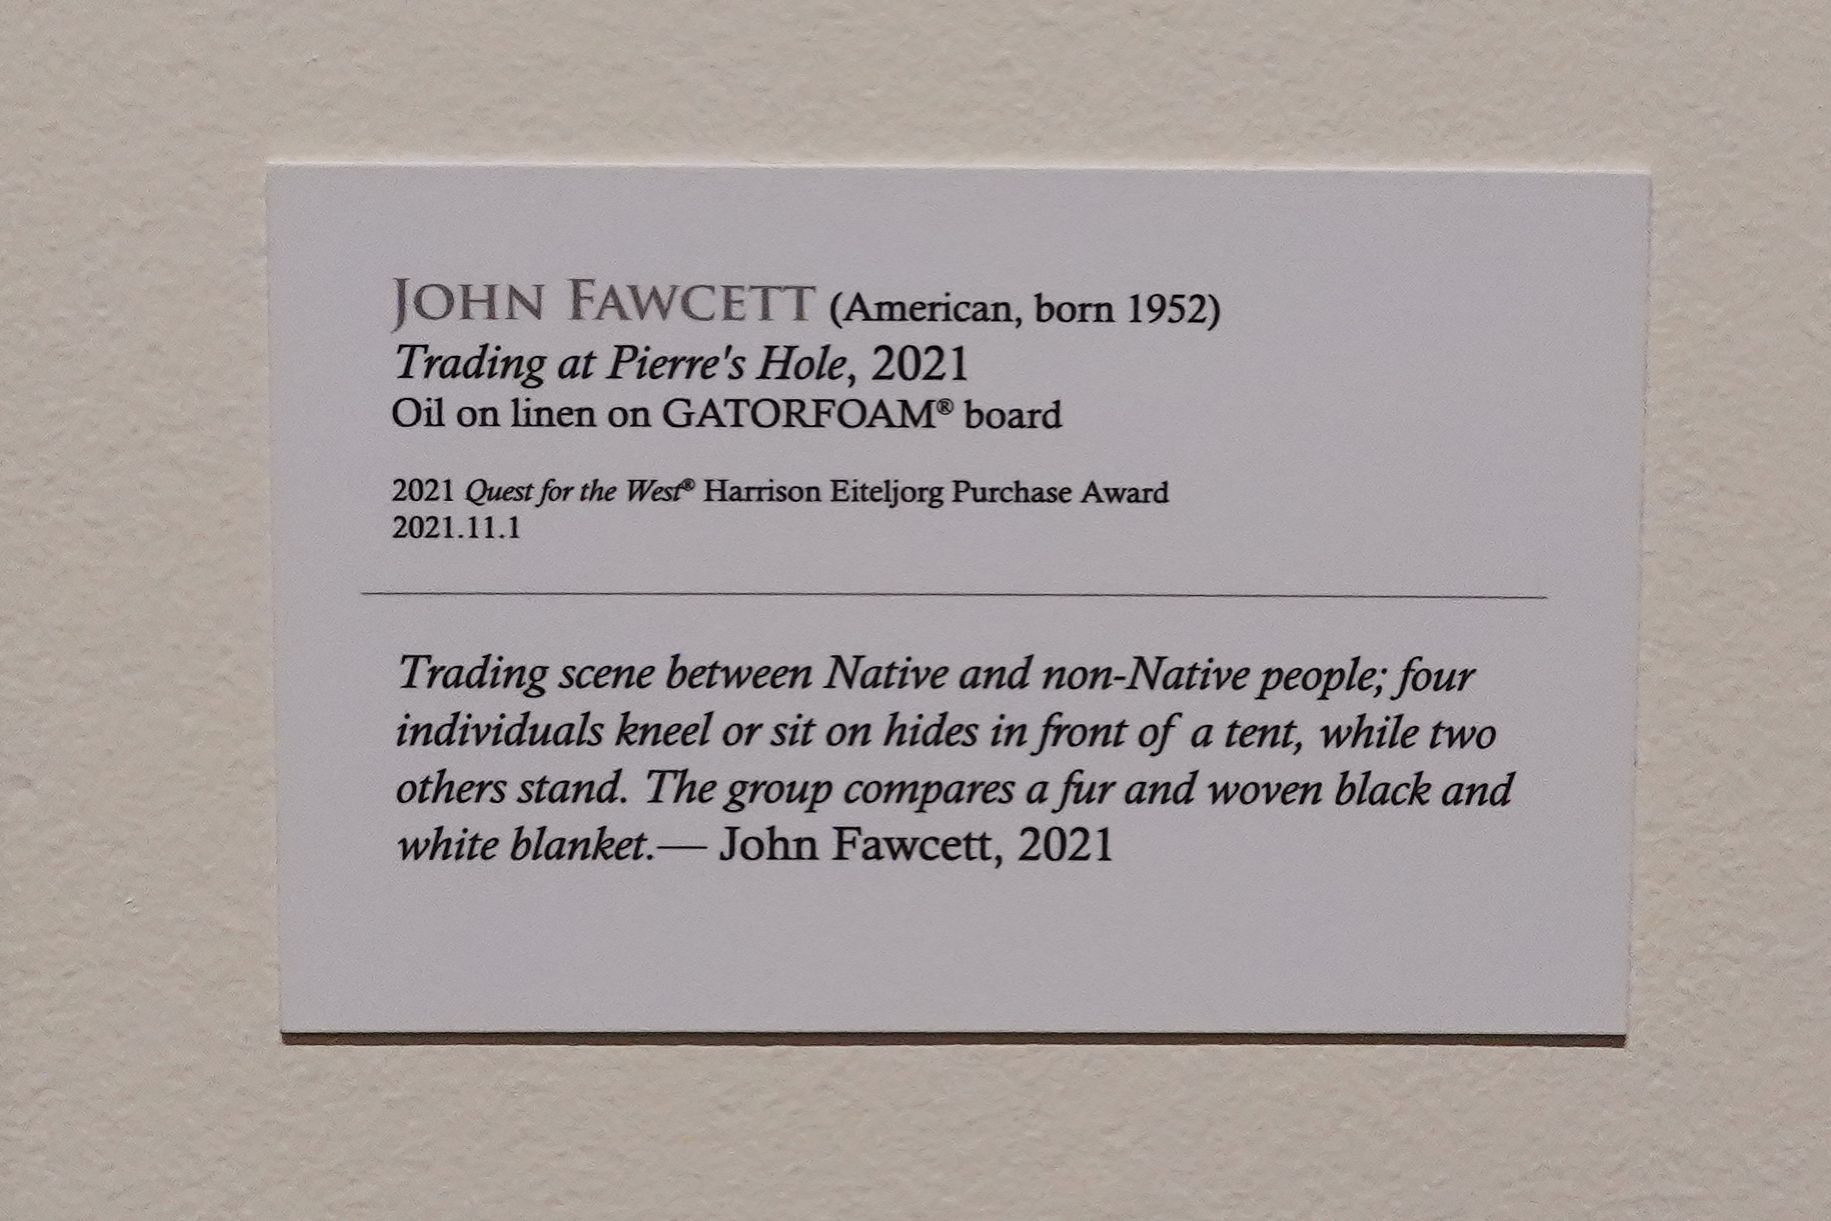 JOHN FAWCETT (American, born 1952)
Trading at Pierre's Hole, 2021
Oil on linen on GATORFOAM® board
2021 Quest for the West® Harrison Eiteljorg Purchase Award
2021.11.1
Trading scene between Native and non-Native people; four
individuals kneel or sit on hides in front of a tent, while two
others stand. The group compares a fur and woven black and
white blanket.— John Fawcett, 2021